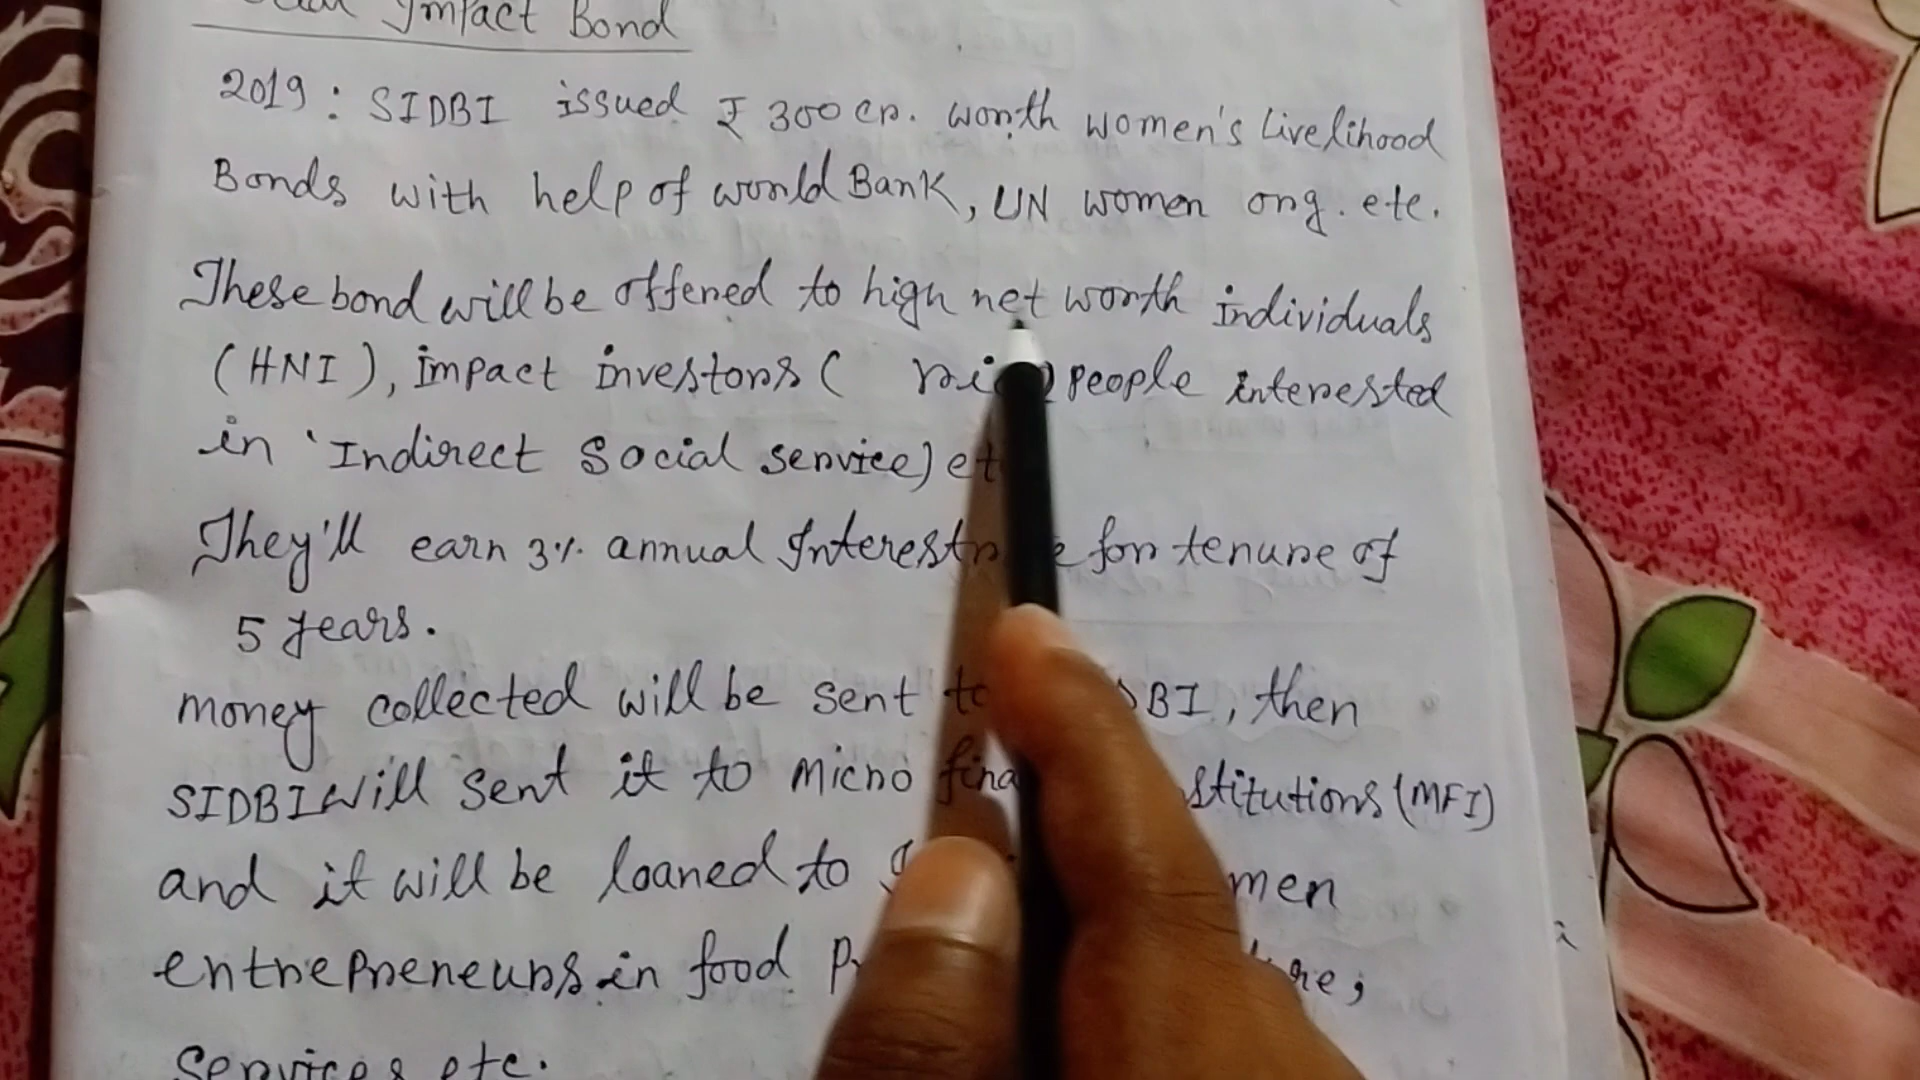 Impact Bond
2019 : SIDBI issued ₹ 300 cr. worth women's Livelihood
Bonds with help of world Bank, UN women org. etc.
These bond will be offered to high net worth individuals
(HNI), impact investors ( people interested
in 'Indirect Social service) et
They'll earn 3% annual Interest for tenure of
5 years.
money collected will be sent to BI, then
SIDBI will sent it to micro fina stitutions (MFI)
and it will be loaned to men
entrepreneurs in food
services etc.